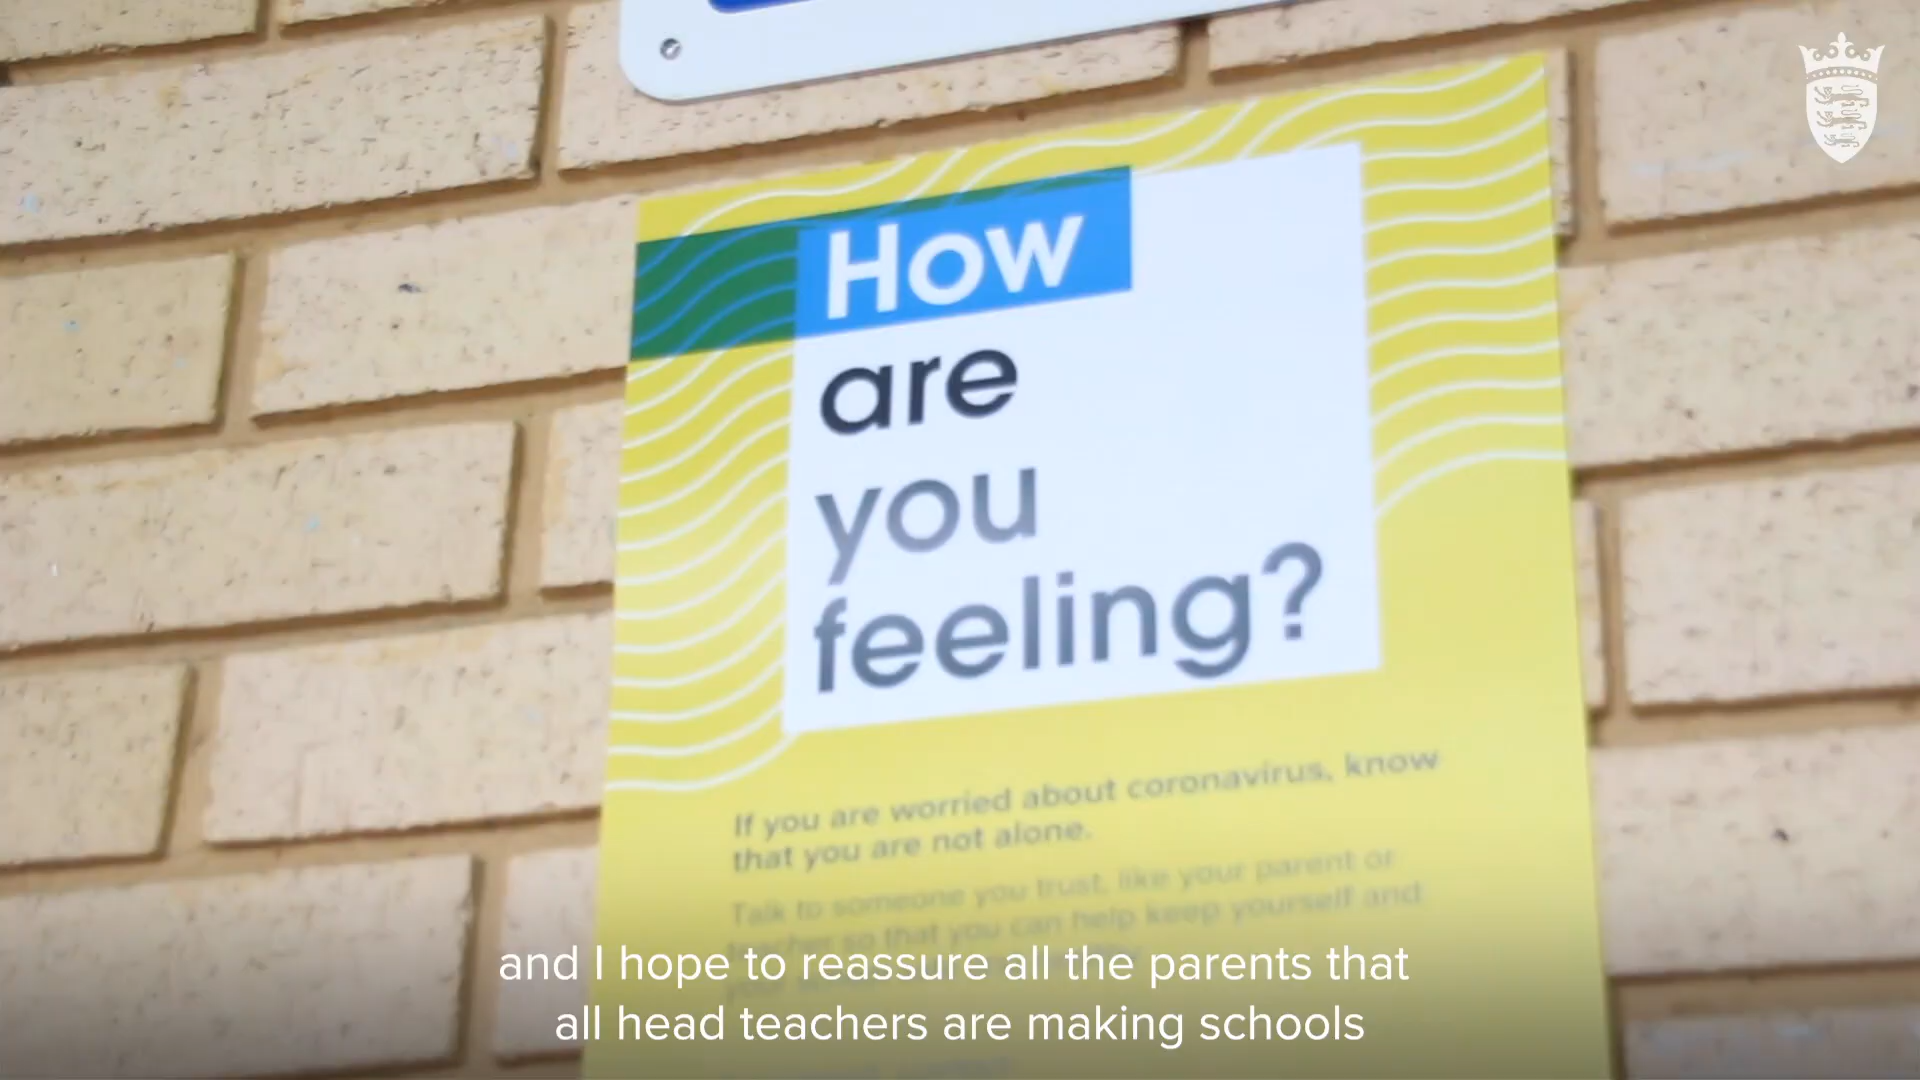 How
are
you
feeling?
If you are worried about coronavirus, know
that you are not alone.
Talk to someone you trust, like your parent or
teacher so that you can help keep yourself and
and I hope to reassure all the parents that
all head teachers are making schools